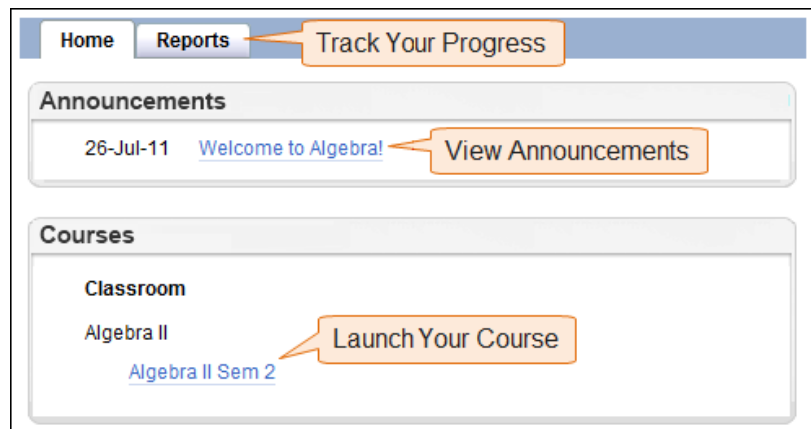 Home Reports Track Your Progress
Announcements
26-Jul-11 Welcome to Algebra! View Announcements
Courses
Classroom
Algebra II
Launch Your Course
Algebra II Sem 2